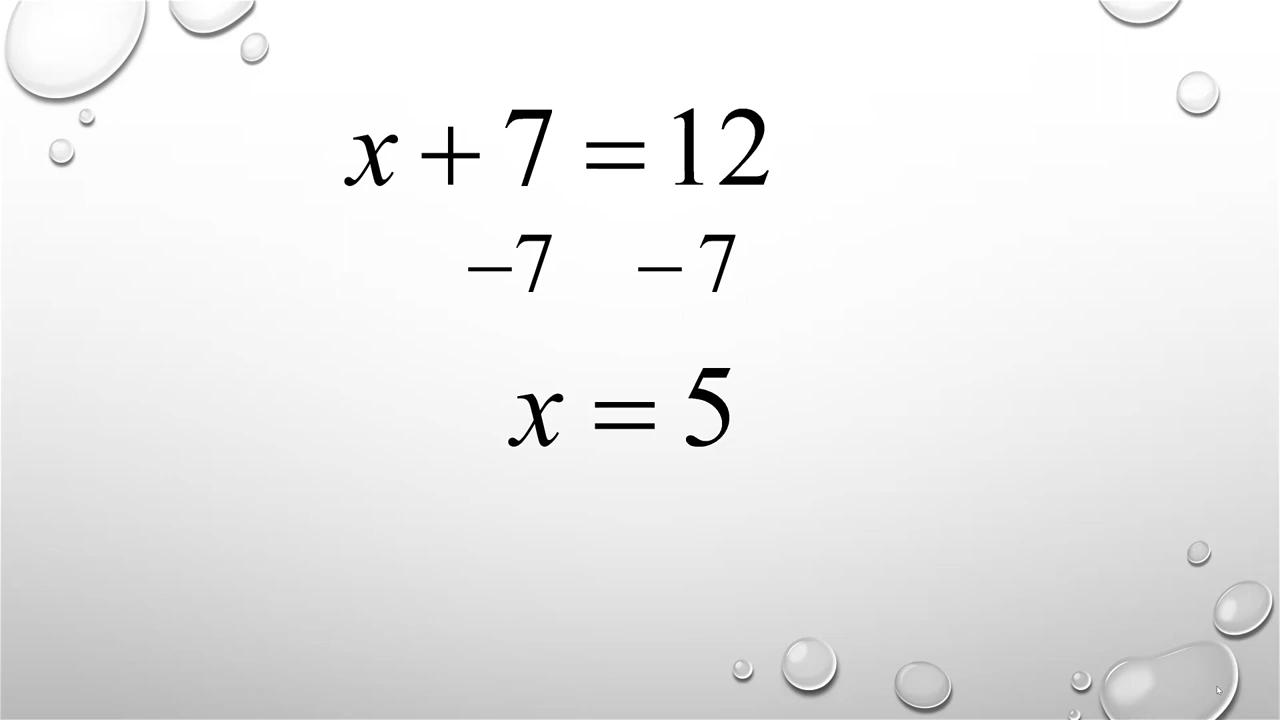 x + 7 = 12
−7 − 7
x = 5